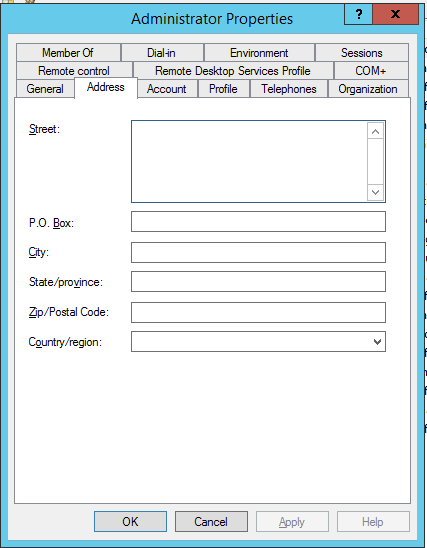 Administrator Properties
? x
Member Of Dial-in Environment Sessions
Remote control Remote Desktop Services Profile COM+
General Address Account Profile Telephones Organization
Street:
P.O. Box:
City:
State/province:
Zip/Postal Code:
Country/region:
OK Cancel Apply Help